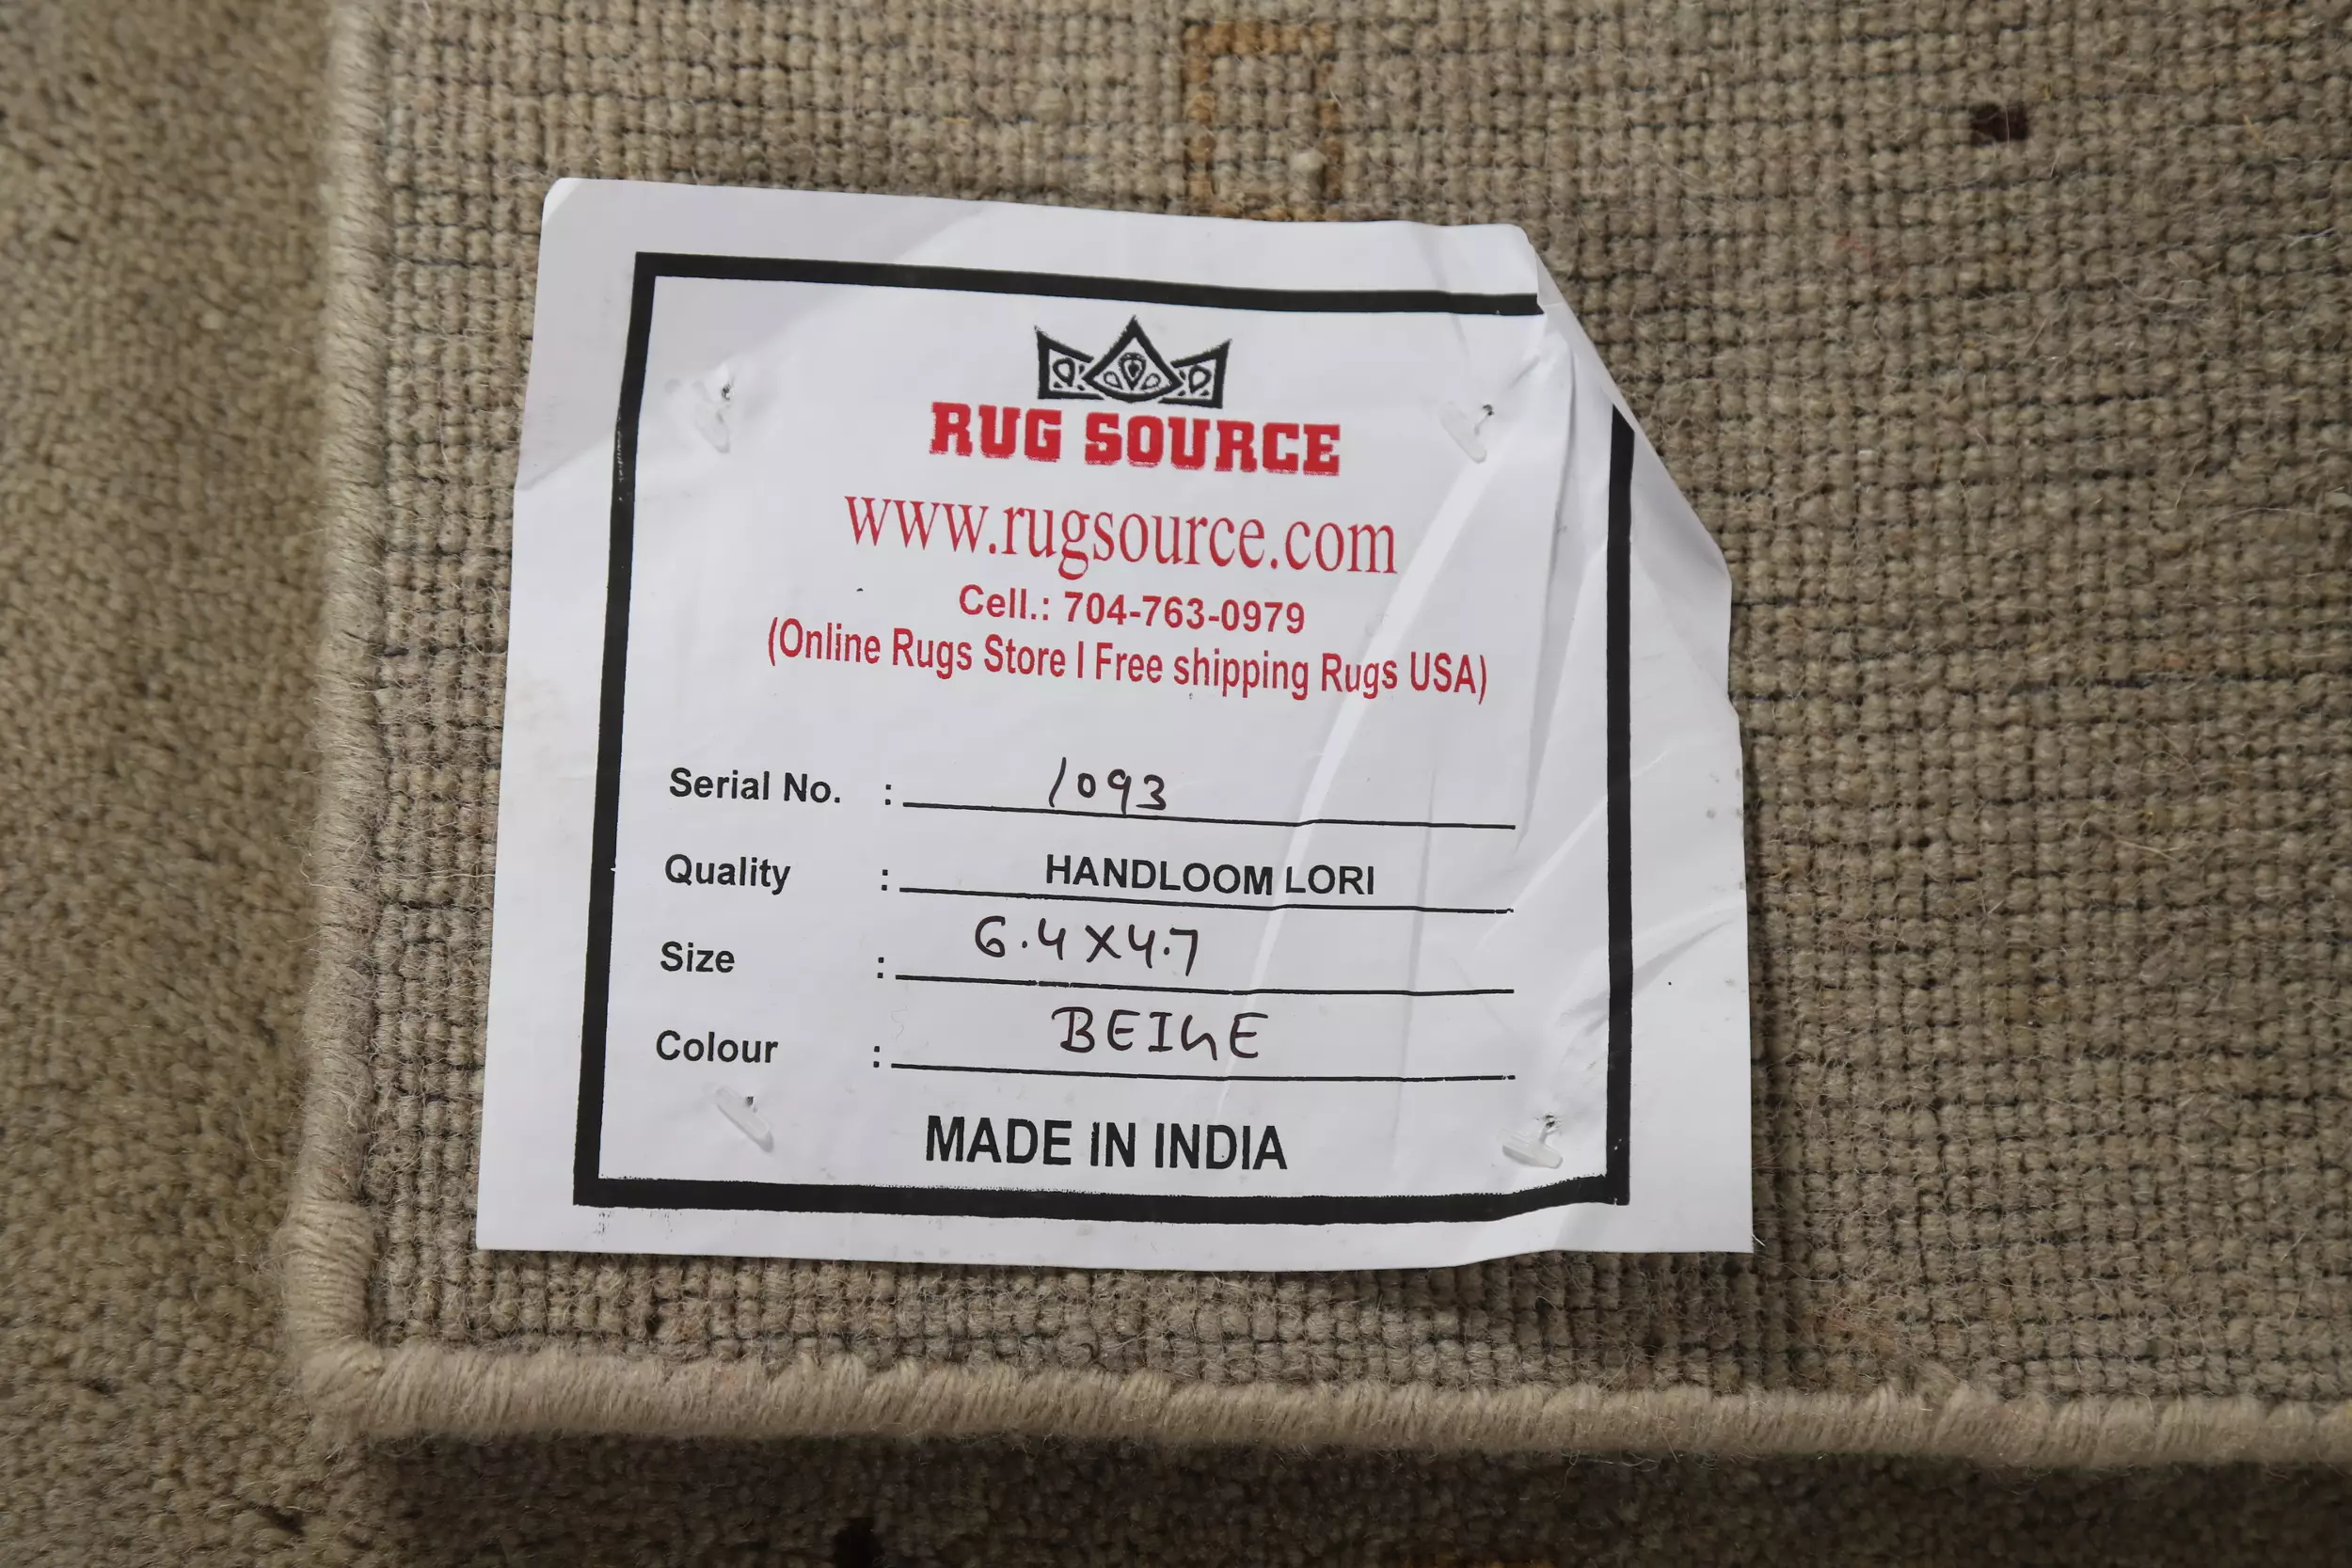 RUG SOURCE
www.rugsource.com
Cell.: 704-763-0979
(Online Rugs Store I Free shipping Rugs USA)
Serial No. : 1093
Quality : HANDLOOM LORI
Size : 6.4X4.7
Colour : BEIGE
MADE IN INDIA